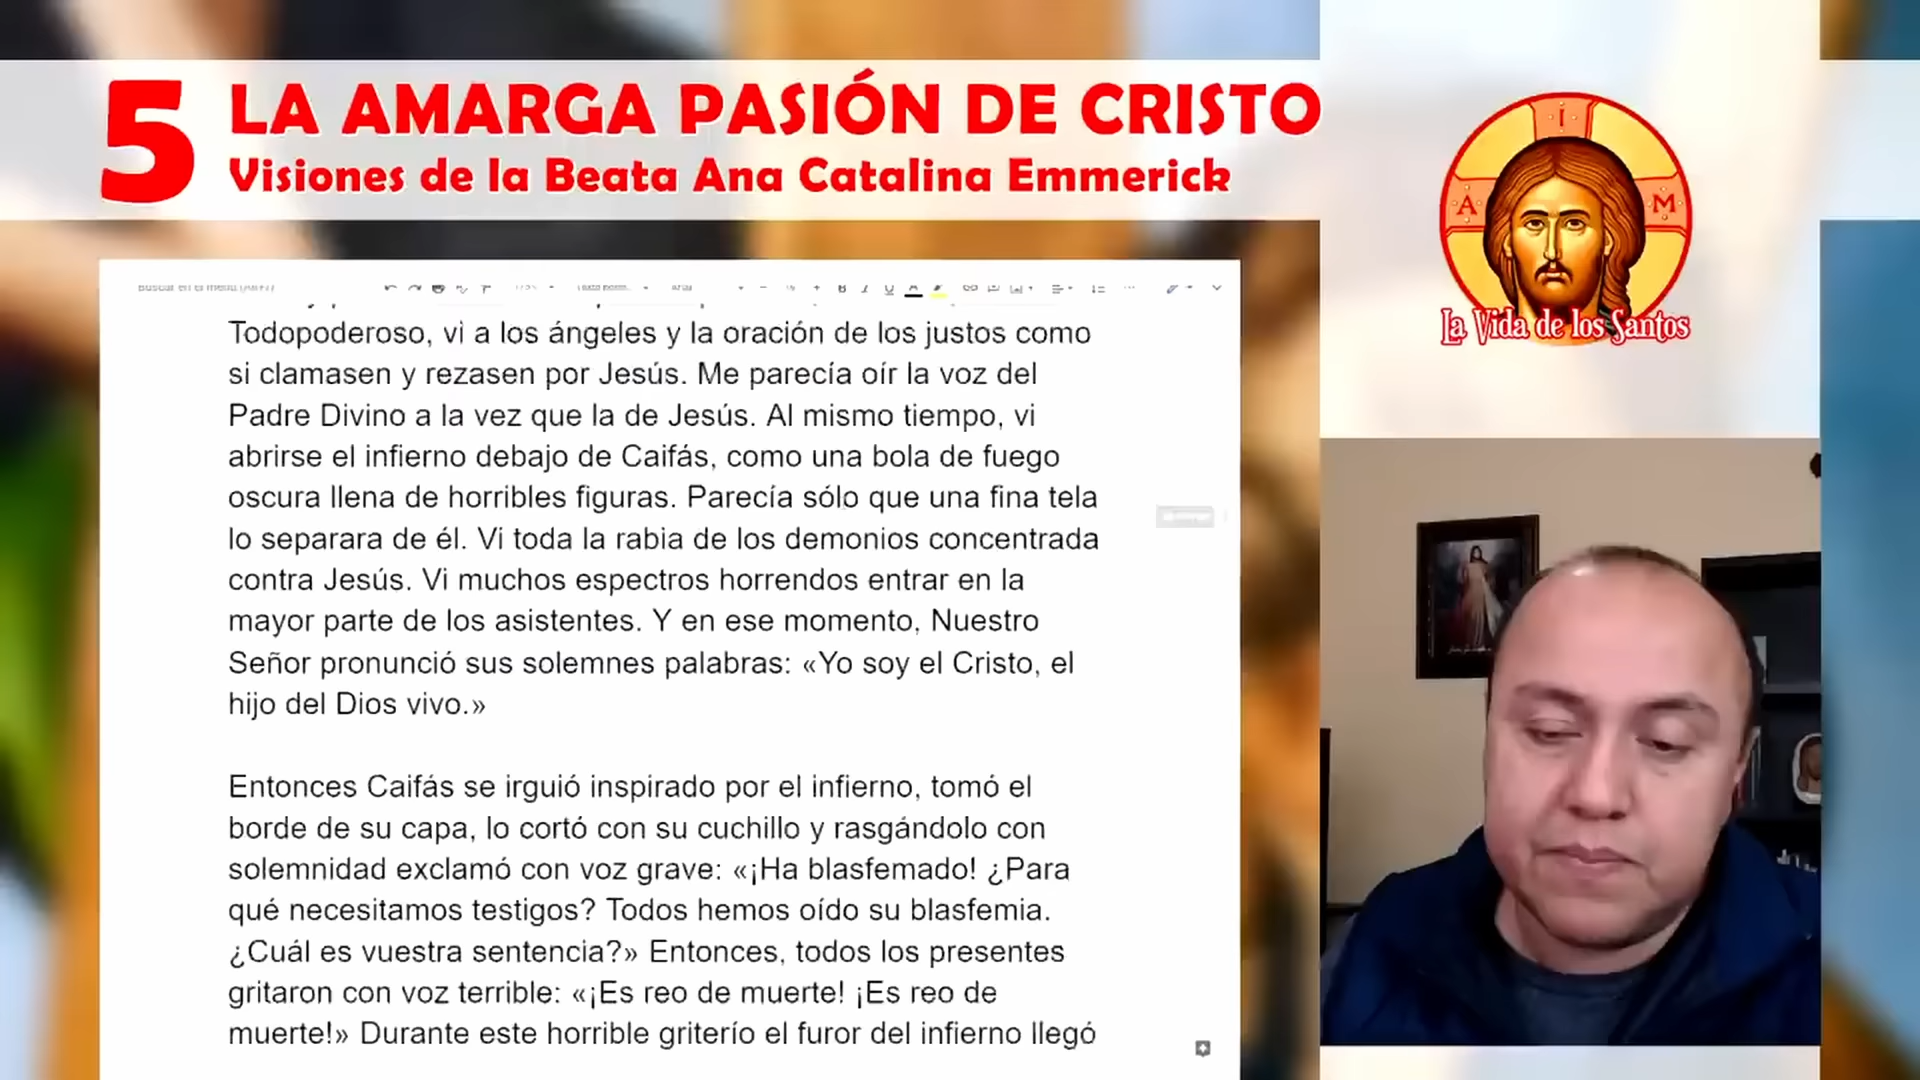 5
LA AMARGA PASIÓN DE CRISTO
Visiones de la Beata Ana Catalina Emmerick
I
A M
La Vida de los Santos
Buscar en el menú (Alt+/)
Todopoderoso, vi a los ángeles y la oración de los justos como
si clamasen y rezasen por Jesús. Me parecía oír la voz del
Padre Divino a la vez que la de Jesús. Al mismo tiempo, vi
abrirse el infierno debajo de Caifás, como una bola de fuego
oscura llena de horribles figuras. Parecía sólo que una fina tela
lo separara de él. Vi toda la rabia de los demonios concentrada
contra Jesús. Vi muchos espectros horrendos entrar en la
mayor parte de los asistentes. Y en ese momento, Nuestro
Señor pronunció sus solemnes palabras: «Yo soy el Cristo, el
hijo del Dios vivo.»
Entonces Caifás se irguió inspirado por el infierno, tomó el
borde de su capa, lo cortó con su cuchillo y rasgándolo con
solemnidad exclamó con voz grave: «¡Ha blasfemado! ¿Para
qué necesitamos testigos? Todos hemos oído su blasfemia.
¿Cuál es vuestra sentencia?» Entonces, todos los presentes
gritaron con voz terrible: «¡Es reo de muerte! ¡Es reo de
muerte!» Durante este horrible griterío el furor del infierno llegó